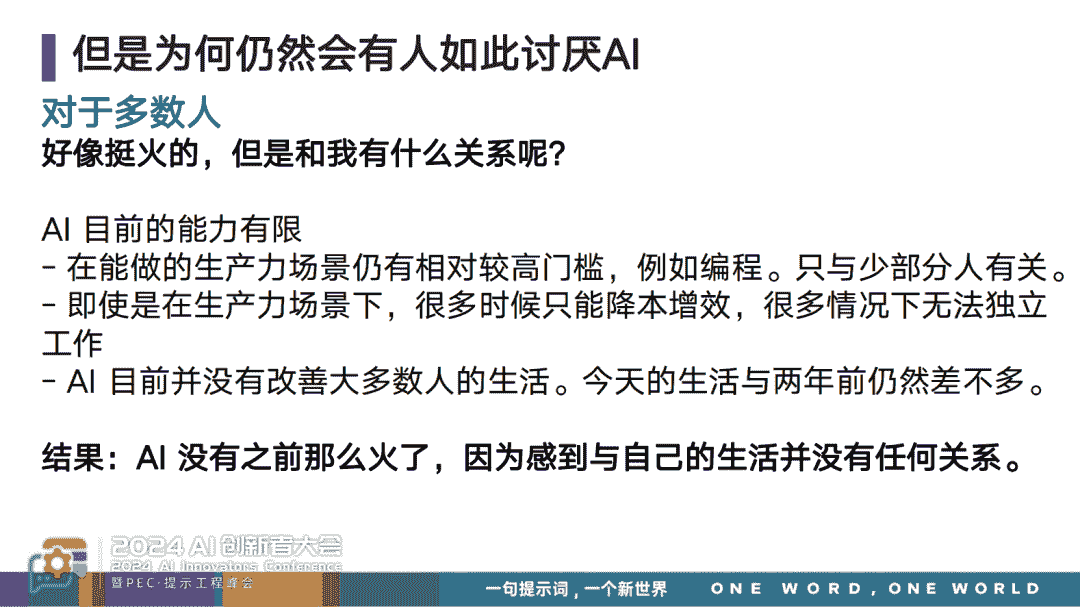 但是为何仍然会有人如此讨厌AI
对于多数人
好像挺火的，但是和我有什么关系呢？
AI 目前的能力有限
- 在能做的生产力场景仍有相对较高门槛，例如编程。只与少部分人有关。
- 即使是在生产力场景下，很多时候只能降本增效，很多情况下无法独立
工作
- AI 目前并没有改善大多数人的生活。今天的生活与两年前仍然差不多。
结果：AI 没有之前那么火了，因为感到与自己的生活并没有任何关系。
2024 AI 创新者大会
2024 AI Innovators Conference
暨PEC·提示工程峰会
一句提示词，一个新世界
ONE WORD, ONE WORLD